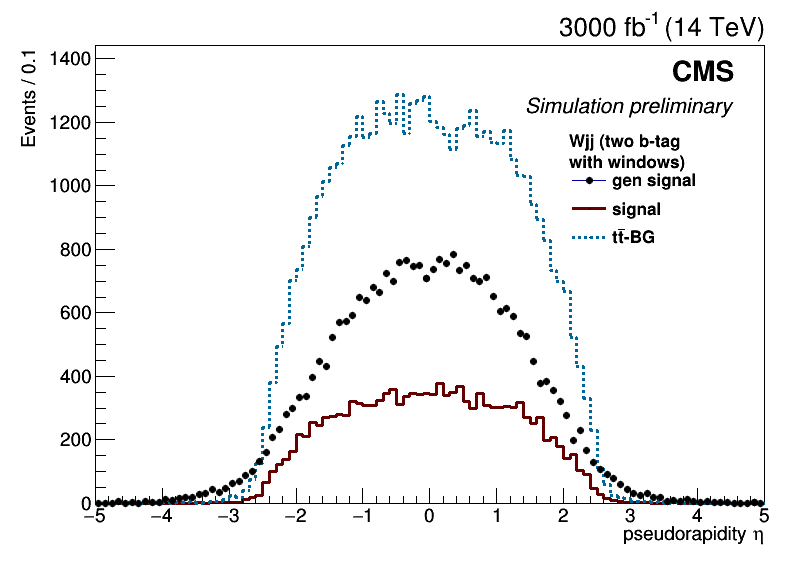 3000 fb⁻¹ (14 TeV)
CMS
Simulation preliminary
Wjj (two b-tag
with windows)
gen signal
signal
tt̄-BG
Events / 0.1
1400
1200
1000
800
600
400
200
0
−5 −4 −3 −2 −1 0 1 2 3 4 5
pseudorapidity η